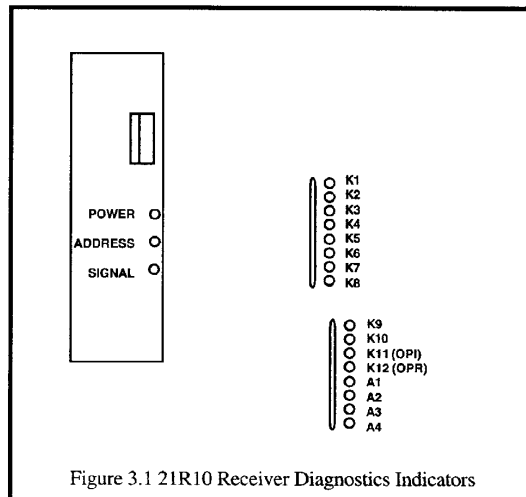 POWER
ADDRESS
SIGNAL
K1
K2
K3
K4
K5
K6
K7
K8
K9
K10
K11 (OPI)
K12 (OPR)
A1
A2
A3
A4
Figure 3.1 21R10 Receiver Diagnostics Indicators